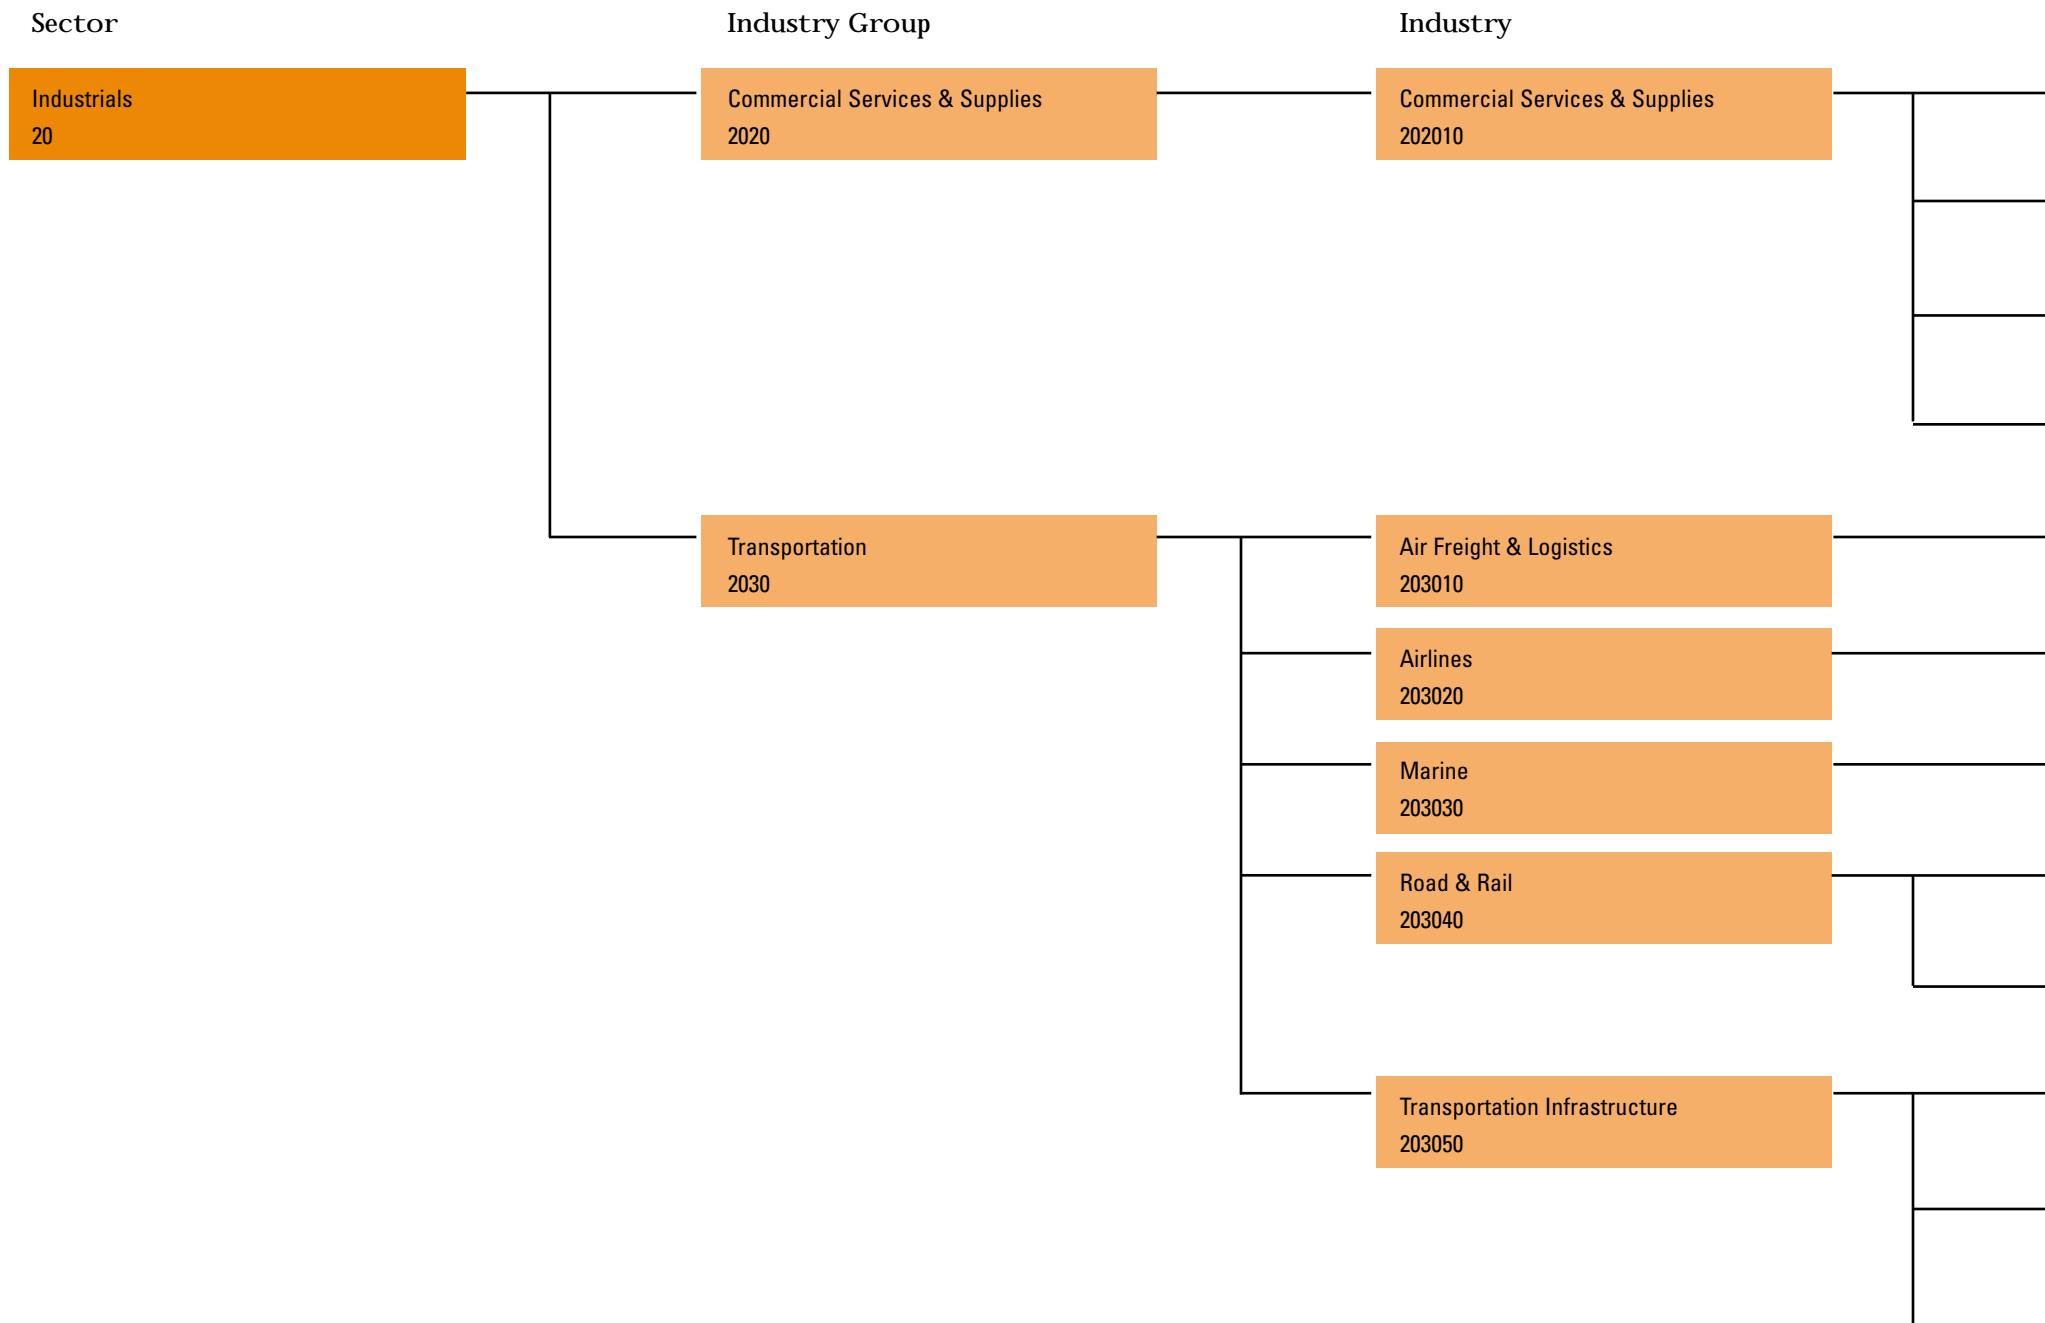 Sector
Industry Group
Industry
Industrials
20
Commercial Services & Supplies
2020
Commercial Services & Supplies
202010
Transportation
2030
Air Freight & Logistics
203010
Airlines
203020
Marine
203030
Road & Rail
203040
Transportation Infrastructure
203050